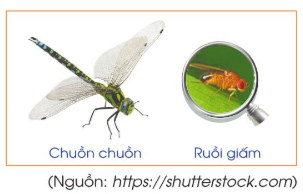 Chuồn chuồn
Ruồi giấm
(Nguồn: https://shutterstock.com)